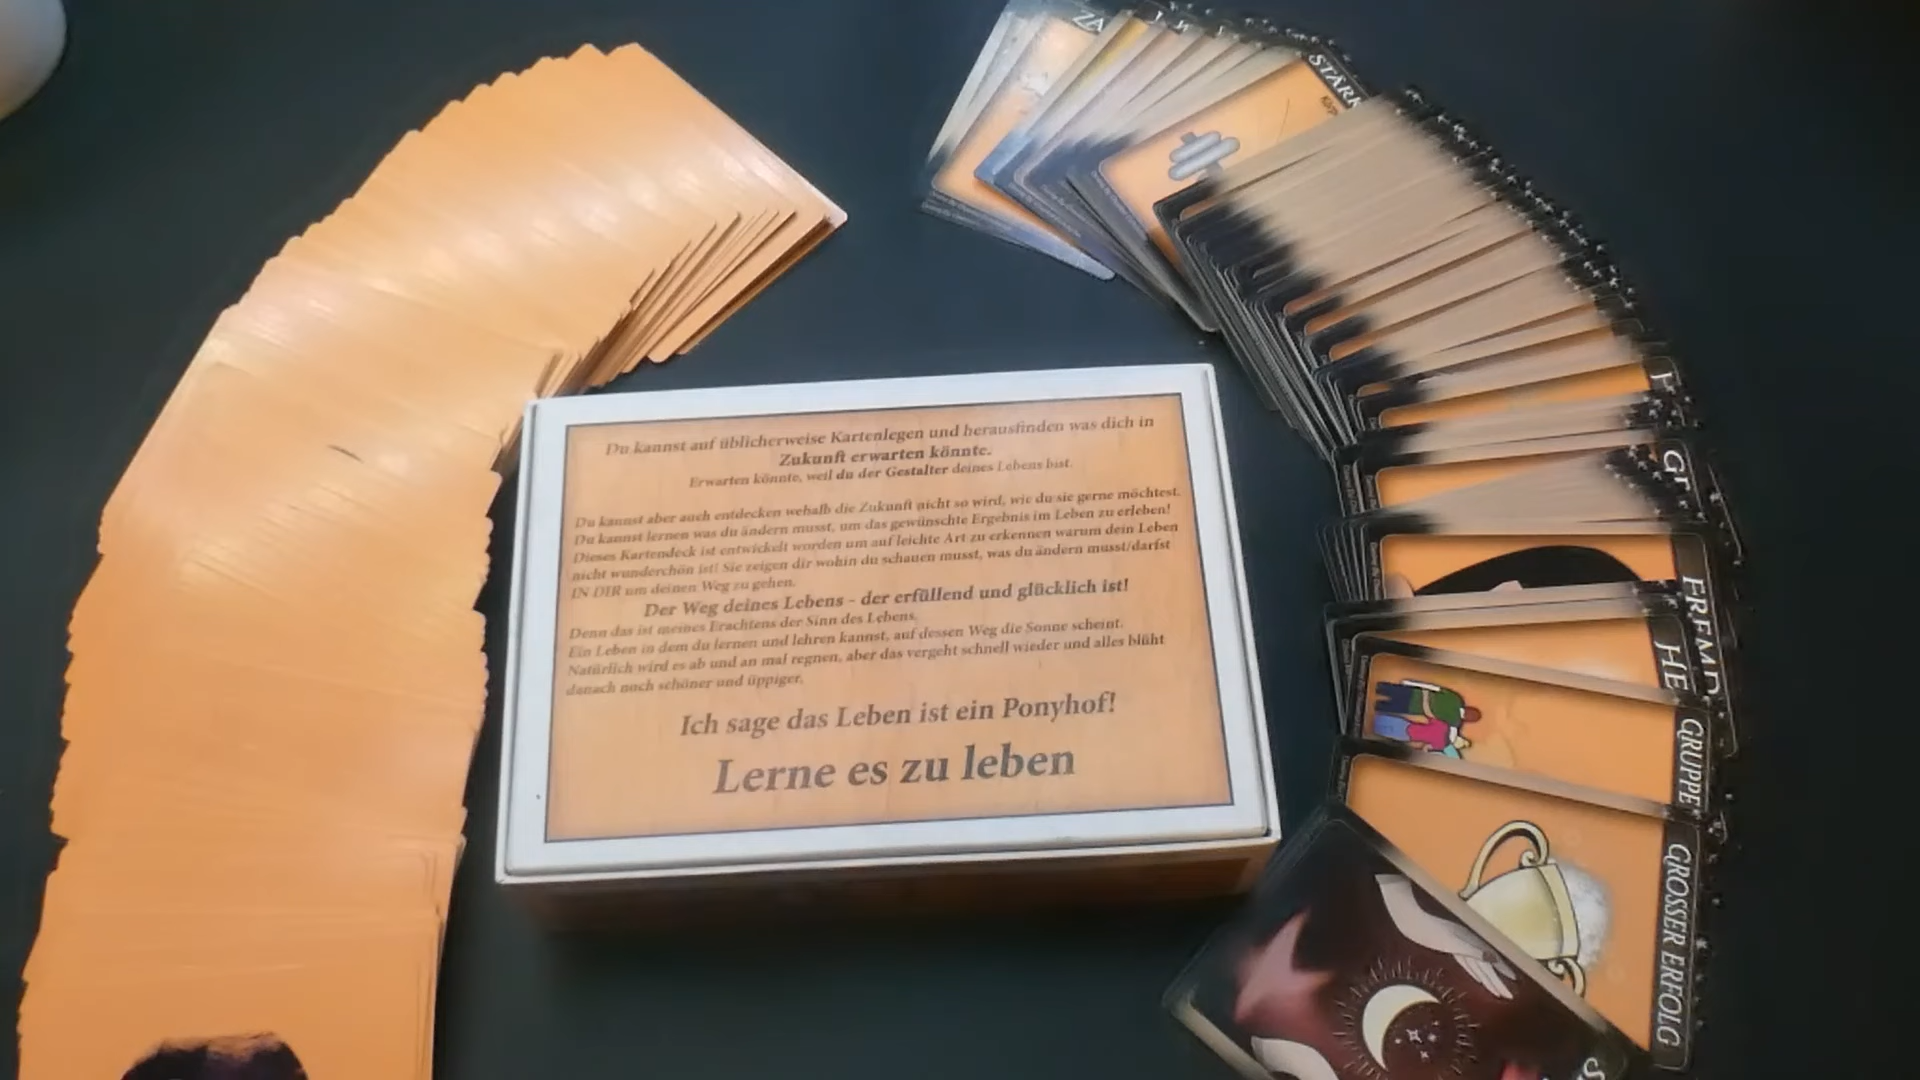 Du kannst auf üblicherweise Kartenlegen und herausfinden was dich in
Zukunft erwarten könnte.
Erwarten könnte, weil du der Gestalter deines Lebens bist.
Du kannst aber auch entdecken wehalb die Zukunft nicht so wird, wie du sie gerne möchtest.
Du kannst lernen was du ändern musst, um das gewünschte Ergebnis im Leben zu erleben!
Dieses Kartendeck ist entwickelt worden um auf leichte Art zu erkennen warum dein Leben
nicht wunderchön ist! Sie zeigen dir wohin du schauen musst, was du ändern musst/darfst
IN DIR um deinen Weg zu gehen.
Der Weg deines Lebens - der erfüllend und glücklich ist!
Denn das ist meines Erachtens der Sinn des Lebens.
Ein Leben in dem du lernen und lehren kannst, auf dessen Weg die Sonne scheint.
Natürlich wird es ab und an mal regnen, aber das vergeht schnell wieder und alles blüht
danach noch schöner und üppiger.
Ich sage das Leben ist ein Ponyhof!
Lerne es zu leben
STÄRK
FREMD
HE
GRUPPE
GROSSER ERFOLG